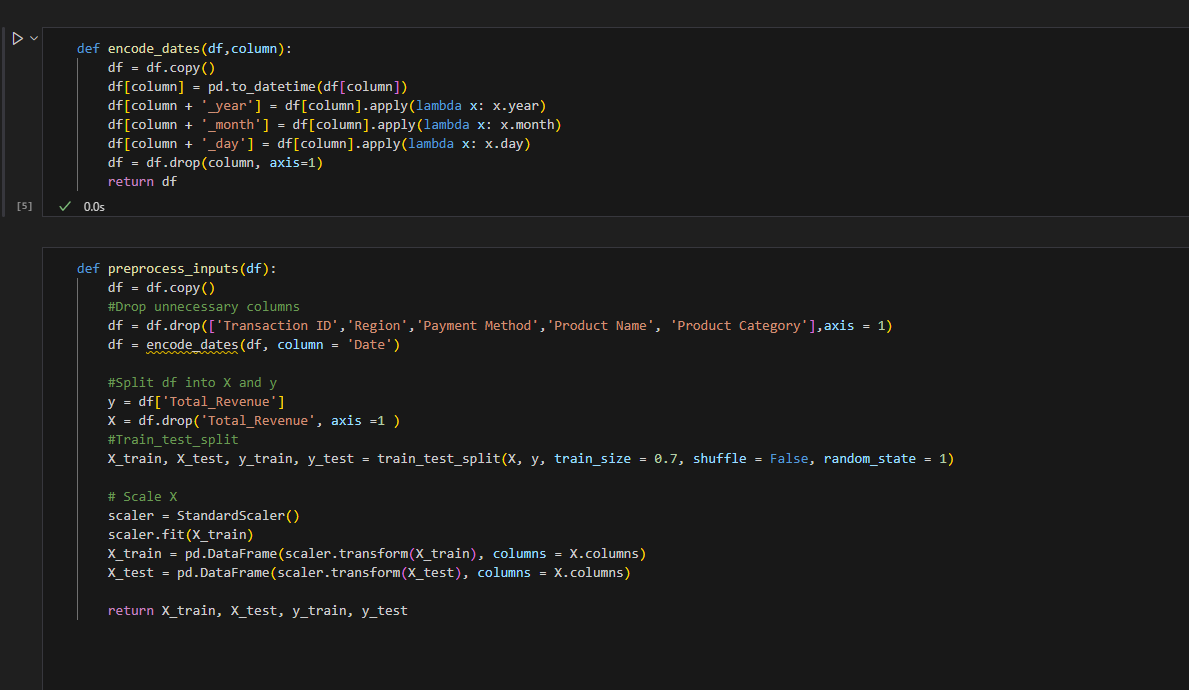 def encode_dates(df,column):
df = df.copy()
df[column] = pd.to_datetime(df[column])
df[column + '_year'] = df[column].apply(lambda x: x.year)
df[column + '_month'] = df[column].apply(lambda x: x.month)
df[column + '_day'] = df[column].apply(lambda x: x.day)
df = df.drop(column, axis=1)
return df
[5] 0.0s
def preprocess_inputs(df):
df = df.copy()
#Drop unnecessary columns
df = df.drop(['Transaction ID','Region','Payment Method','Product Name', 'Product Category'],axis = 1)
df = encode_dates(df, column = 'Date')
#Split df into X and y
y = df['Total_Revenue']
X = df.drop('Total_Revenue', axis =1 )
#Train_test_split
X_train, X_test, y_train, y_test = train_test_split(X, y, train_size = 0.7, shuffle = False, random_state = 1)
# Scale X
scaler = StandardScaler()
scaler.fit(X_train)
X_train = pd.DataFrame(scaler.transform(X_train), columns = X.columns)
X_test = pd.DataFrame(scaler.transform(X_test), columns = X.columns)
return X_train, X_test, y_train, y_test